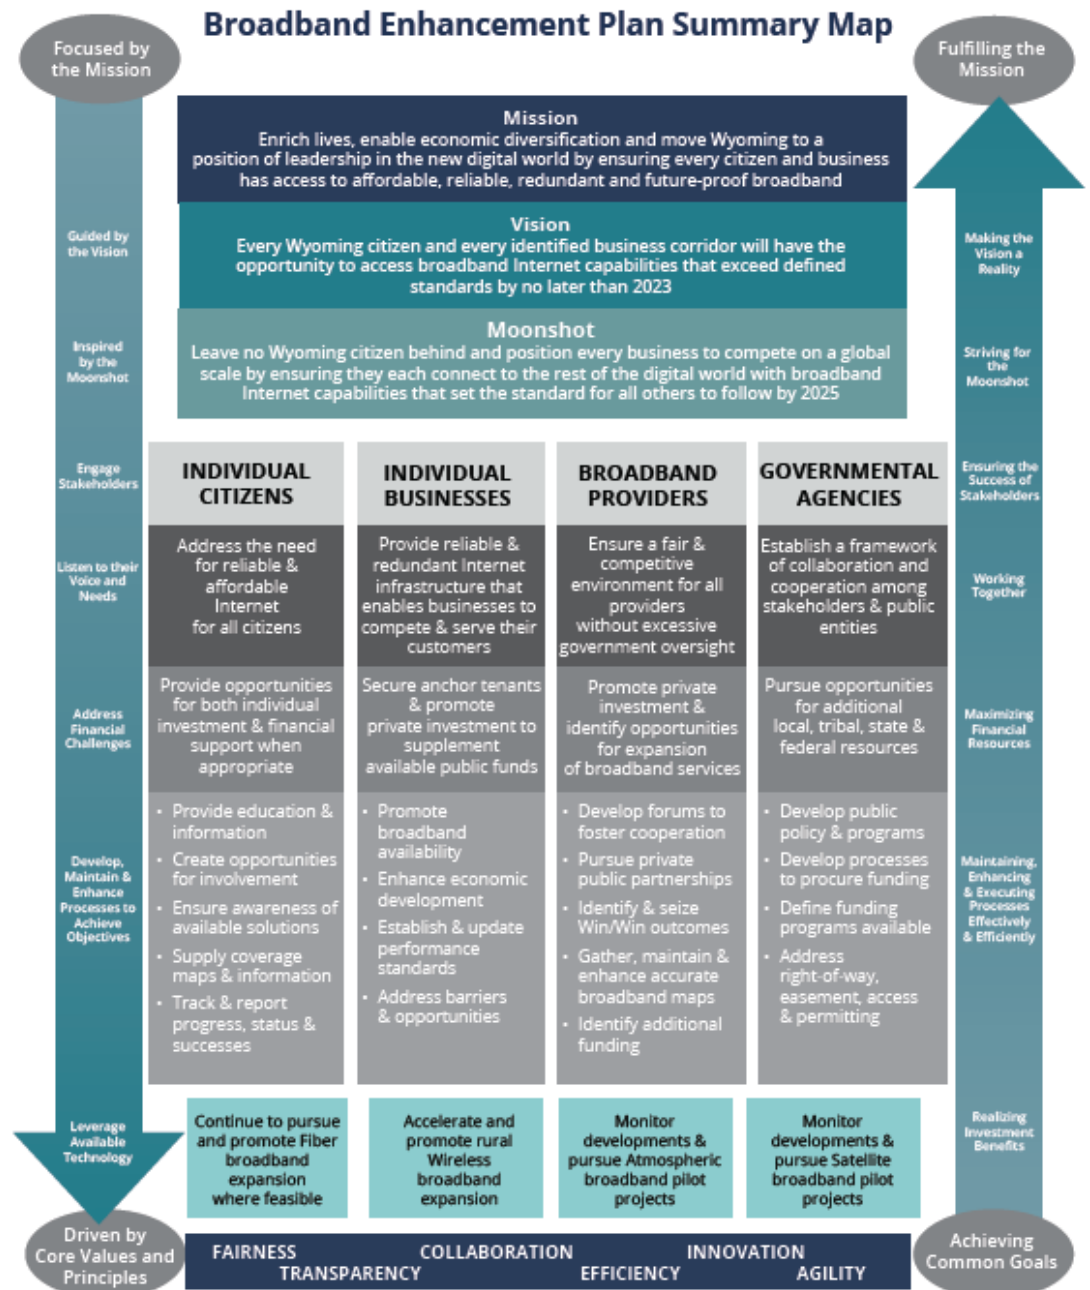 Broadband Enhancement Plan Summary Map
Focused by
the Mission
Fulfilling the
Mission
Mission
Enrich lives, enable economic diversification and move Wyoming to a
position of leadership in the new digital world by ensuring every citizen and business
has access to affordable, reliable, redundant and future-proof broadband
Guided by
the Vision
Vision
Every Wyoming citizen and every identified business corridor will have the
opportunity to access broadband Internet capabilities that exceed defined
standards by no later than 2023
Making the
Vision a
Reality
Inspired
by the
Moonshot
Moonshot
Leave no Wyoming citizen behind and position every business to compete on a global
scale by ensuring they each connect to the rest of the digital world with broadband
Internet capabilities that set the standard for all others to follow by 2025
Striving for
the
Moonshot
Engage
Stakeholders
INDIVIDUAL
CITIZENS
INDIVIDUAL
BUSINESSES
BROADBAND
PROVIDERS
GOVERNMENTAL
AGENCIES
Ensuring the
Success of
Stakeholders
Listen to their
Voice and
Needs
Address the need
for reliable &
affordable
Internet
for all citizens
Provide reliable &
redundant Internet
infrastructure that
enables businesses to
compete & serve their
customers
Ensure a fair &
competitive
environment for all
providers
without excessive
government oversight
Establish a framework
of collaboration and
cooperation among
stakeholders & public
entities
Working
Together
Address
Financial
Challenges
Provide opportunities
for both individual
investment & financial
support when
appropriate
Secure anchor tenants
& promote
private investment to
supplement
available public funds
Promote private
investment &
identify opportunities
for expansion
of broadband services
Pursue opportunities
for additional
local, tribal, state &
federal resources
Maximizing
Financial
Resources
Develop,
Maintain &
Enhance
Processes to
Achieve
Objectives
• Provide education &
information
• Create opportunities
for involvement
• Ensure awareness of
available solutions
• Supply coverage
maps & information
• Track & report
progress, status &
successes
• Promote
broadband
availability
• Enhance economic
development
• Establish & update
performance
standards
• Address barriers
& opportunities
• Develop forums to
foster cooperation
• Pursue private
public partnerships
• Identify & seize
Win/Win outcomes
• Gather, maintain &
enhance accurate
broadband maps
• Identify additional
funding
• Develop public
policy & programs
• Develop processes
to procure funding
• Define funding
programs available
• Address
right-of-way,
easement, access
& permitting
Maintaining,
Enhancing
& Executing
Processes
Effectively
& Efficiently
Leverage
Available
Technology
Continue to pursue
and promote Fiber
broadband
expansion
where feasible
Accelerate and
promote rural
Wireless
broadband
expansion
Monitor
developments &
pursue Atmospheric
broadband pilot
projects
Monitor
developments &
pursue Satellite
broadband pilot
projects
Realizing
Investment
Benefits
Driven by
Core Values and
Principles
FAIRNESS COLLABORATION INNOVATION
TRANSPARENCY EFFICIENCY AGILITY
Achieving
Common Goals